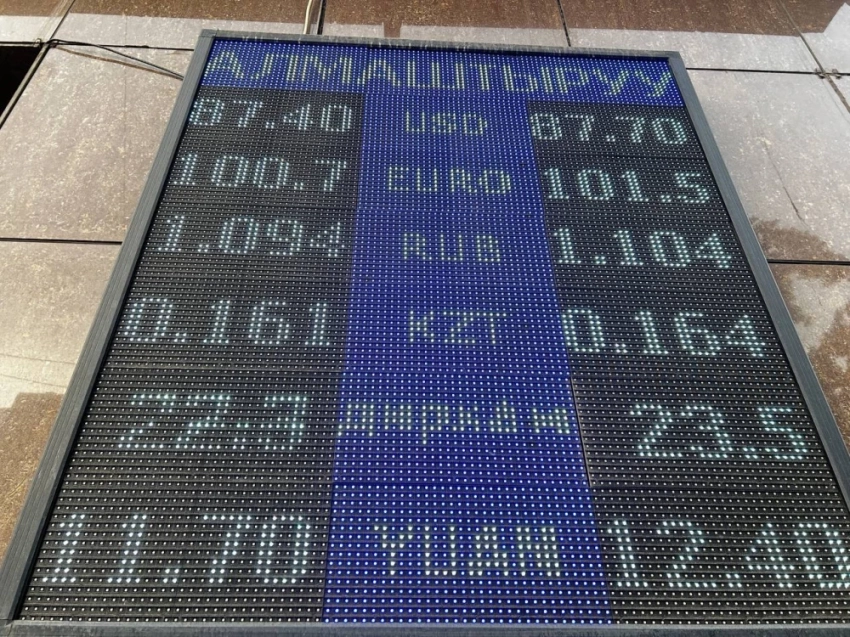 АЛМАШТЫРУУ
87.40 USD 87.70
100.7 EURO 101.5
1.094 RUB 1.104
0.161 KZT 0.164
22.3 дирхам 23.5
11.70 YUAN 12.40